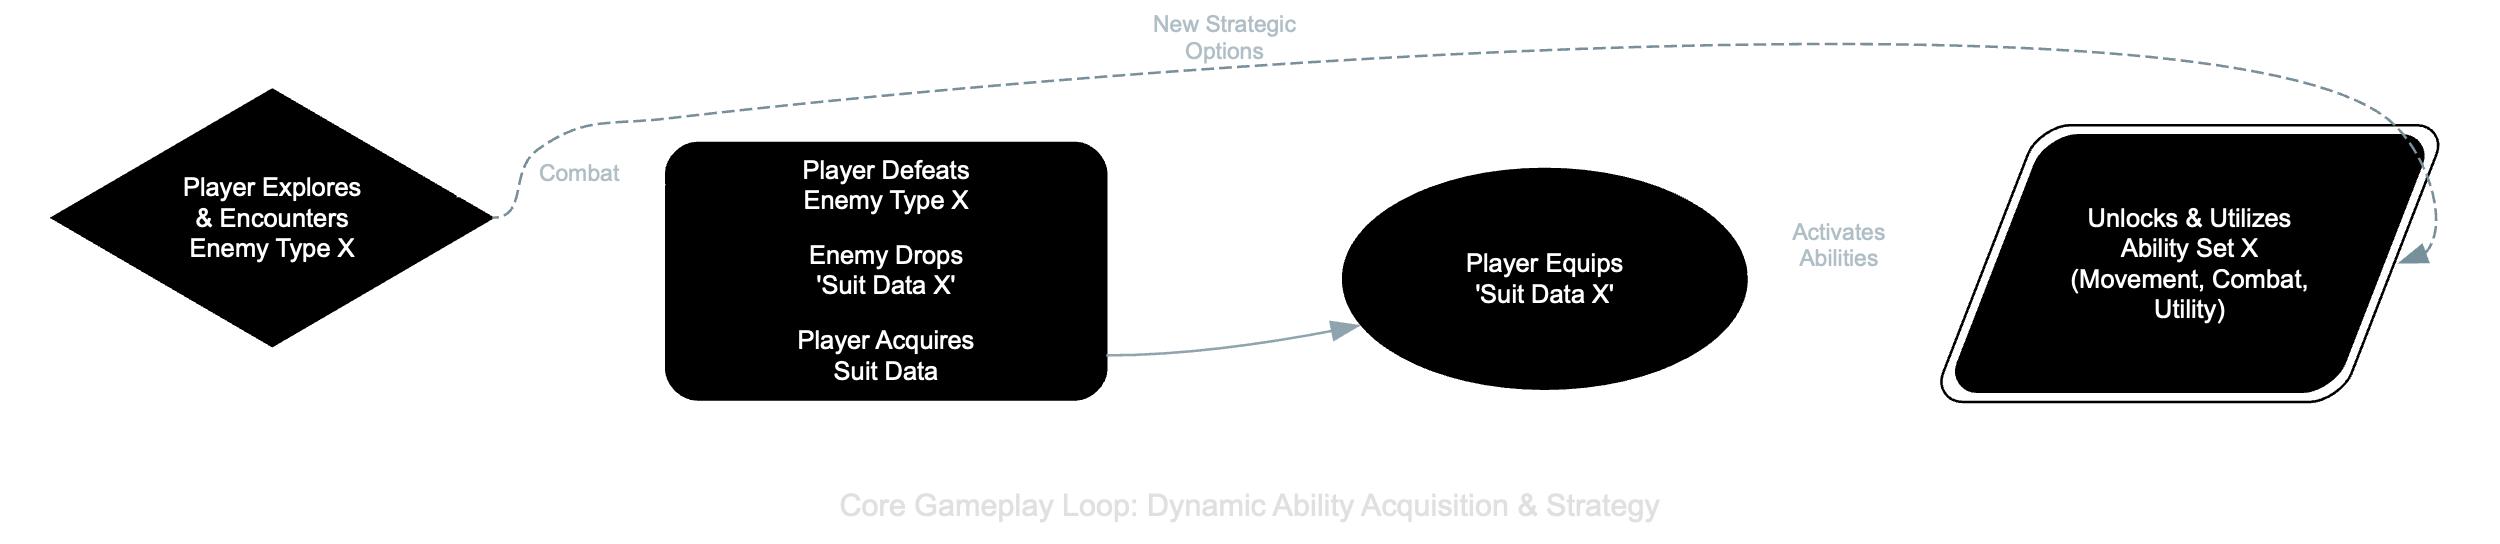 New Strategic
Options
Player Explores
& Encounters
Enemy Type X
Combat
Player Defeats
Enemy Type X
Enemy Drops
'Suit Data X'
Player Acquires
Suit Data
Player Equips
'Suit Data X'
Activates
Abilities
Unlocks & Utilizes
Ability Set X
(Movement, Combat,
Utility)
Core Gameplay Loop: Dynamic Ability Acquisition & Strategy